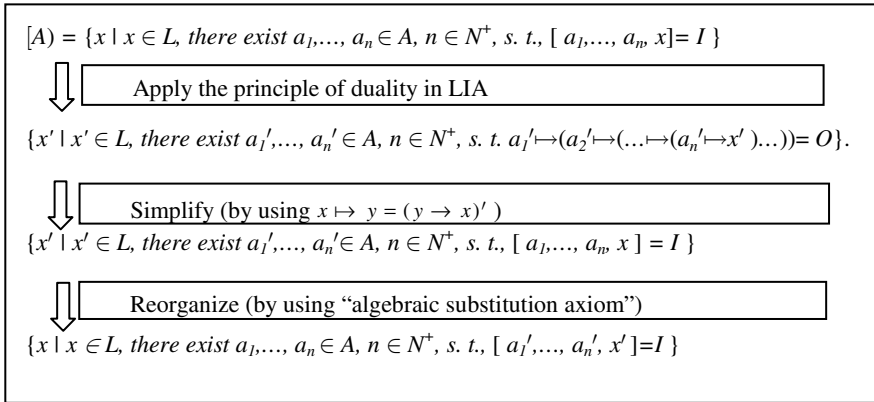 [A) = {x | x ∈ L, there exist a₁,..., aₙ ∈ A, n ∈ N⁺, s. t., [ a₁,..., aₙ, x]= I }
Apply the principle of duality in LIA
{x′ | x′ ∈ L, there exist a₁′,..., aₙ′ ∈ A, n ∈ N⁺, s. t. a₁′↦(a₂′↦(...↦(aₙ′↦x′ )...))= O}.
Simplify (by using x ↦ y = (y → x)′ )
{x′ | x′ ∈ L, there exist a₁′,..., aₙ′∈ A, n ∈ N⁺, s. t., [ a₁,..., aₙ, x ] = I }
Reorganize (by using “algebraic substitution axiom”)
{x | x ∈ L, there exist a₁,..., aₙ ∈ A, n ∈ N⁺, s. t., [ a₁′,..., aₙ′, x′ ]=I }